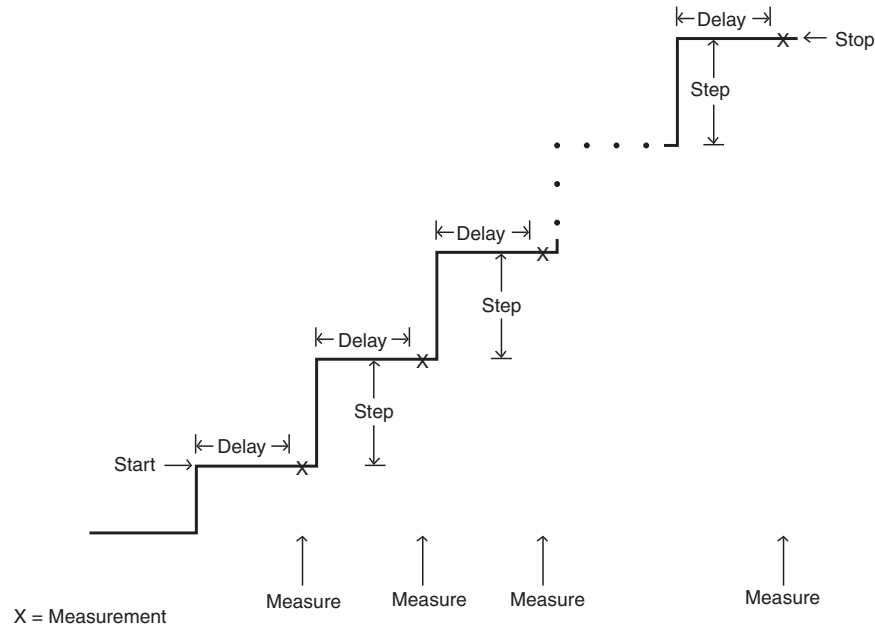 Delay
Stop
Step
Delay
Step
Delay
Step
Start
Delay
Measure
Measure
Measure
Measure
X = Measurement